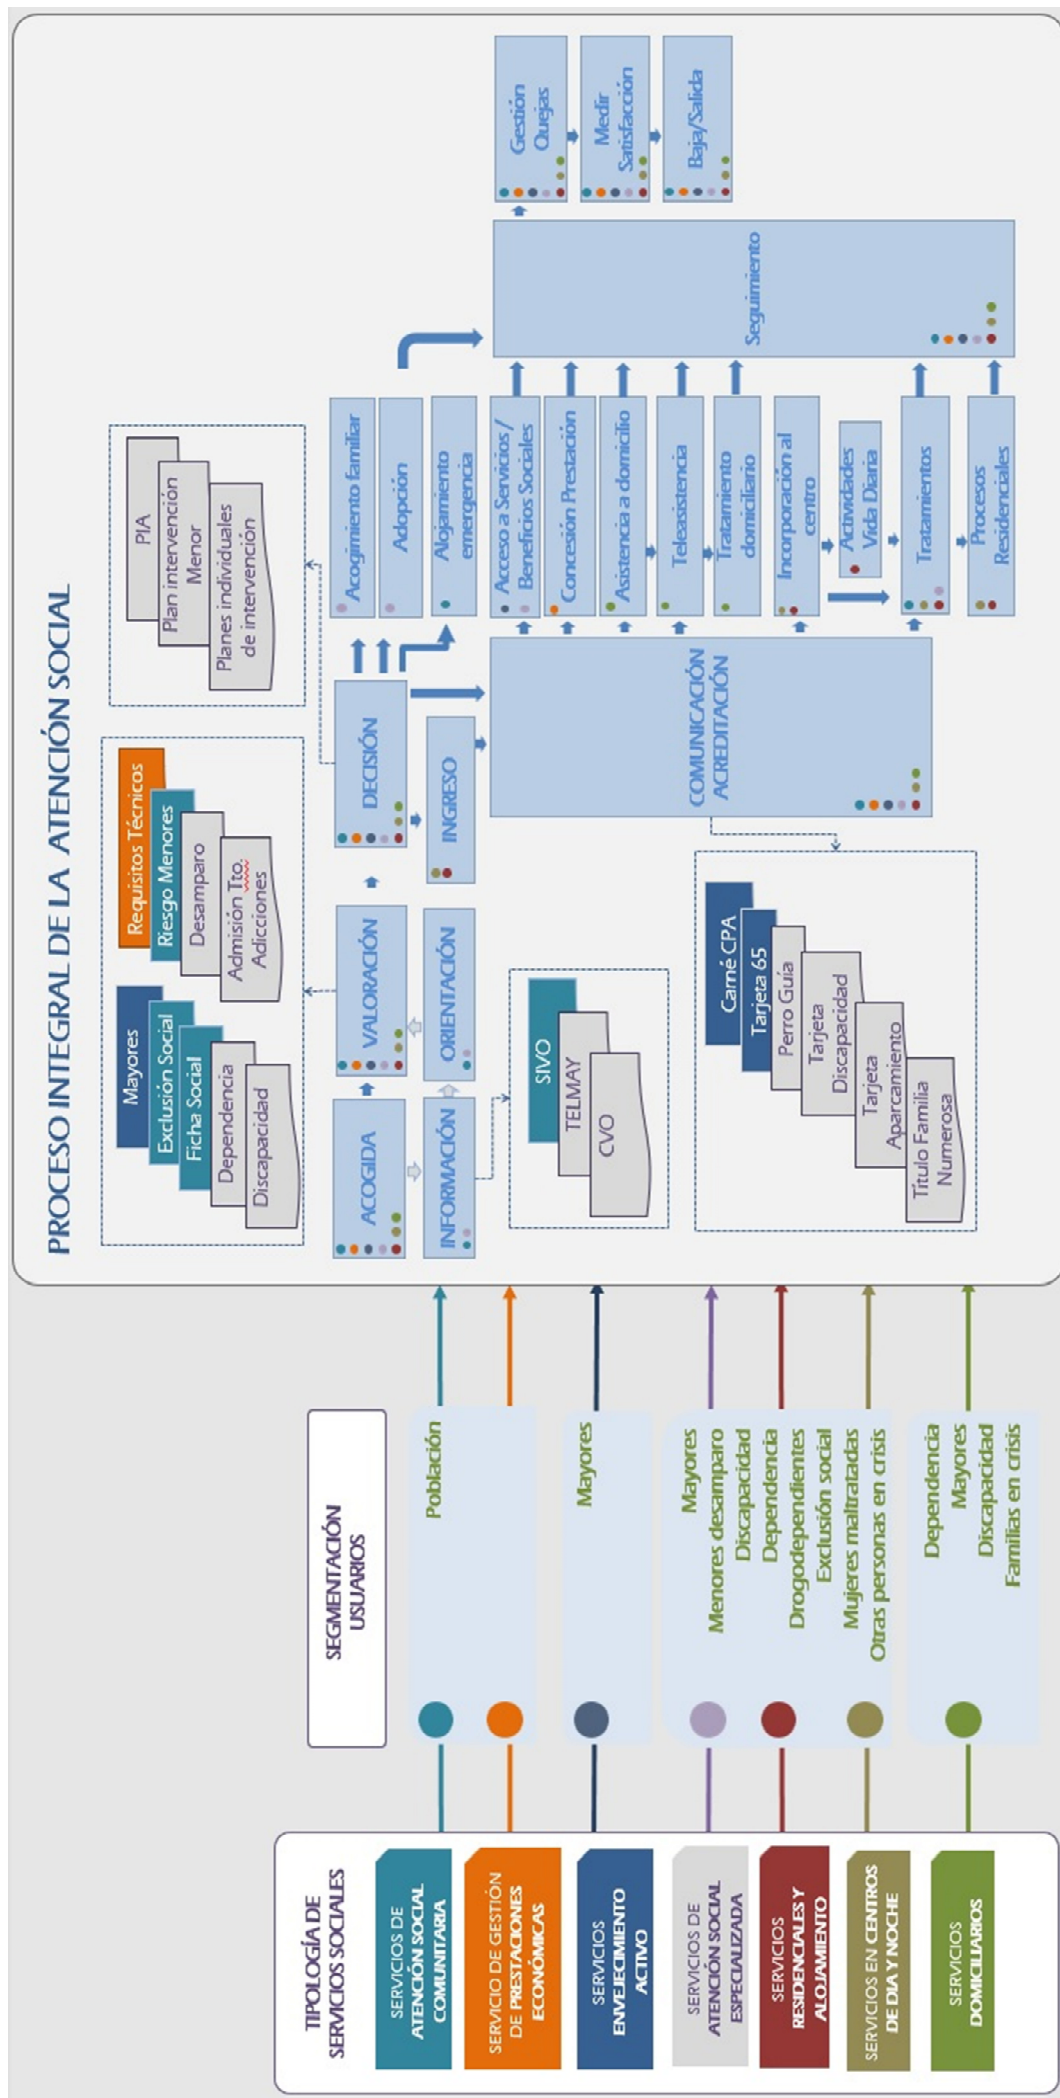 PROCESO INTEGRAL DE LA ATENCIÓN SOCIAL
TIPOLOGÍA DE
SERVICIOS SOCIALES
SERVICIOS DE
ATENCIÓN SOCIAL
COMUNITARIA
SERVICIO DE GESTIÓN
DE PRESTACIONES
ECONÓMICAS
SERVICIOS
ENVEJECIMIENTO
ACTIVO
SERVICIOS DE
ATENCIÓN SOCIAL
ESPECIALIZADA
SERVICIOS
RESIDENCIALES Y
ALOJAMIENTO
SERVICIOS EN CENTROS
DE DIA Y NOCHE
SERVICIOS
DOMICILIARIOS
SEGMENTACIÓN
USUARIOS
Población
Mayores
Mayores
Menores desamparo
Discapacidad
Dependencia
Drogodependientes
Exclusión social
Mujeres maltratadas
Otras personas en crisis
Dependencia
Mayores
Discapacidad
Familias en crisis
Mayores
Exclusión Social
Ficha Social
Dependencia
Discapacidad
Requisitos Técnicos
Riesgo Menores
Desamparo
Admisión Tto.
Adicciones
PIA
Plan intervención
Menor
Planes individuales
de intervención
ACOGIDA
INFORMACIÓN
VALORACIÓN
ORIENTACIÓN
DECISIÓN
INGRESO
SIVO
TELMAY
CVO
COMUNICACIÓN
ACREDITACIÓN
Carné CPA
Tarjeta 65
Perro Guía
Tarjeta
Discapacidad
Tarjeta
Aparcamiento
Título Familia
Numerosa
Acogimiento familiar
Adopción
Alojamiento
emergencia
Acceso a Servicios /
Beneficios Sociales
Concesión Prestación
Asistencia a domicilio
Teleasistencia
Tratamiento
domiciliario
Incorporación al
centro
Actividades
Vida Diaria
Tratamientos
Procesos
Residenciales
Seguimiento
Gestión
Quejas
Medir
Satisfacción
Baja/Salida